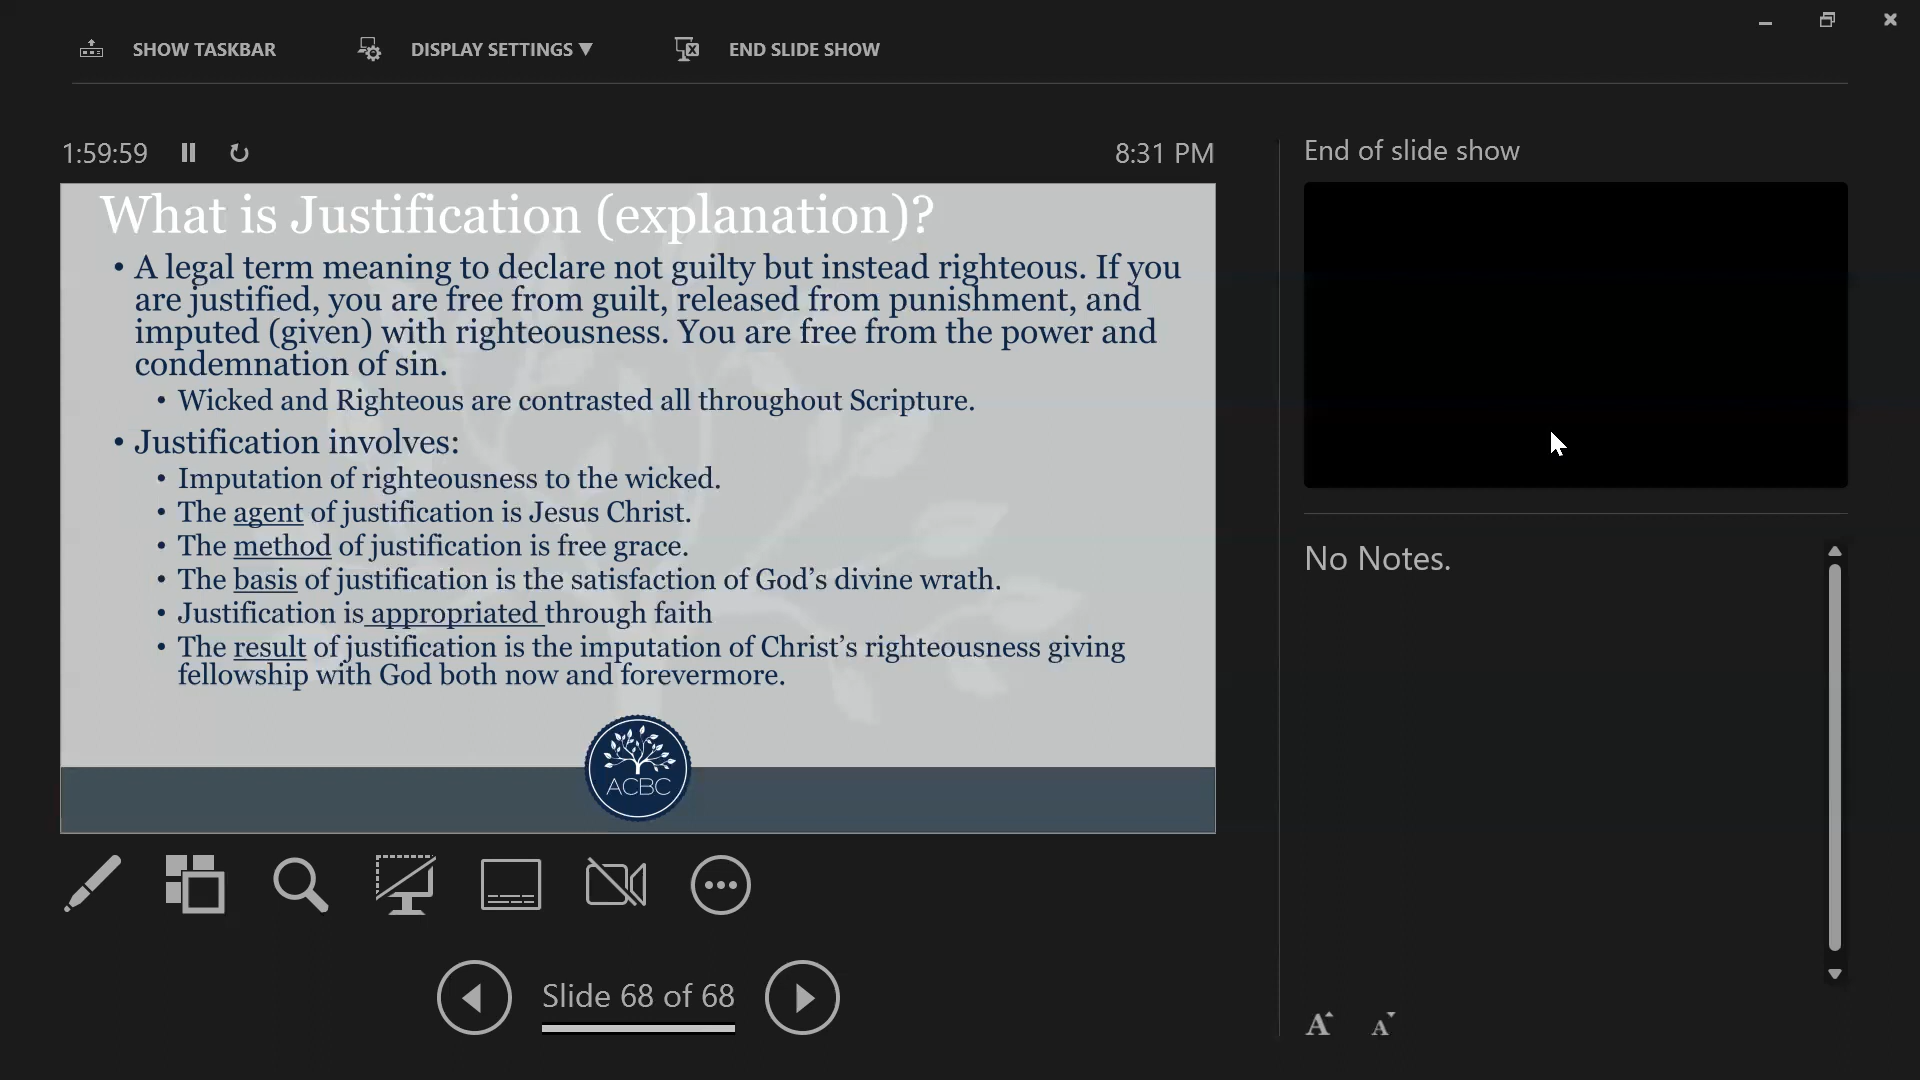 SHOW TASKBAR
DISPLAY SETTINGS ▼
END SLIDE SHOW
1:59:59
8:31 PM
What is Justification (explanation)?
• A legal term meaning to declare not guilty but instead righteous. If you
are justified, you are free from guilt, released from punishment, and
imputed (given) with righteousness. You are free from the power and
condemnation of sin.
• Wicked and Righteous are contrasted all throughout Scripture.
• Justification involves:
• Imputation of righteousness to the wicked.
• The agent of justification is Jesus Christ.
• The method of justification is free grace.
• The basis of justification is the satisfaction of God’s divine wrath.
• Justification is appropriated through faith
• The result of justification is the imputation of Christ’s righteousness giving
fellowship with God both now and forevermore.
ACBC
Slide 68 of 68
End of slide show
No Notes.
A A